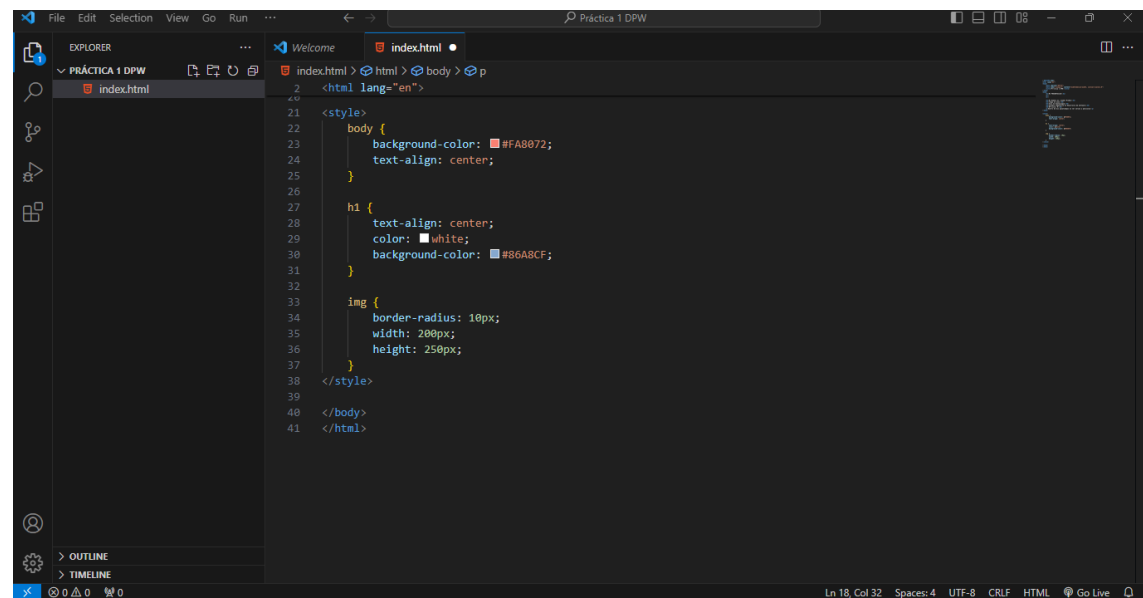 File Edit Selection View Go Run ··· Práctica 1 DPW
EXPLORER ···
PRÁCTICA 1 DPW
index.html
1
Welcome index.html
index.html > html > body > p
2 <html lang="en">
20
21 <style>
22 body {
23 background-color: #FA8072;
24 text-align: center;
25 }
26
27 h1 {
28 text-align: center;
29 color: white;
30 background-color: #86A8CF;
31 }
32
33 img {
34 border-radius: 10px;
35 width: 200px;
36 height: 250px;
37 }
38 </style>
39
40 </body>
41 </html>
OUTLINE
TIMELINE
0 0 0 Ln 18, Col 32 Spaces: 4 UTF-8 CRLF HTML Go Live